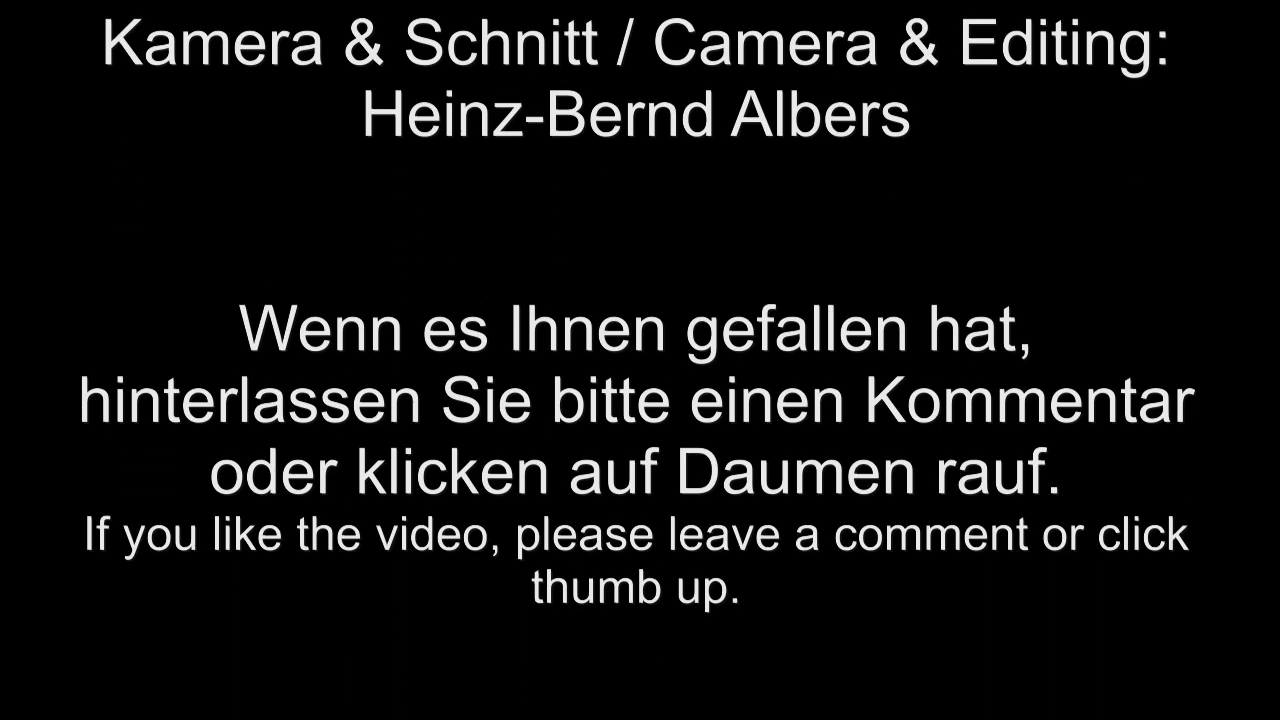 Kamera & Schnitt / Camera & Editing:
Heinz-Bernd Albers
Wenn es Ihnen gefallen hat,
hinterlassen Sie bitte einen Kommentar
oder klicken auf Daumen rauf.
If you like the video, please leave a comment or click
thumb up.